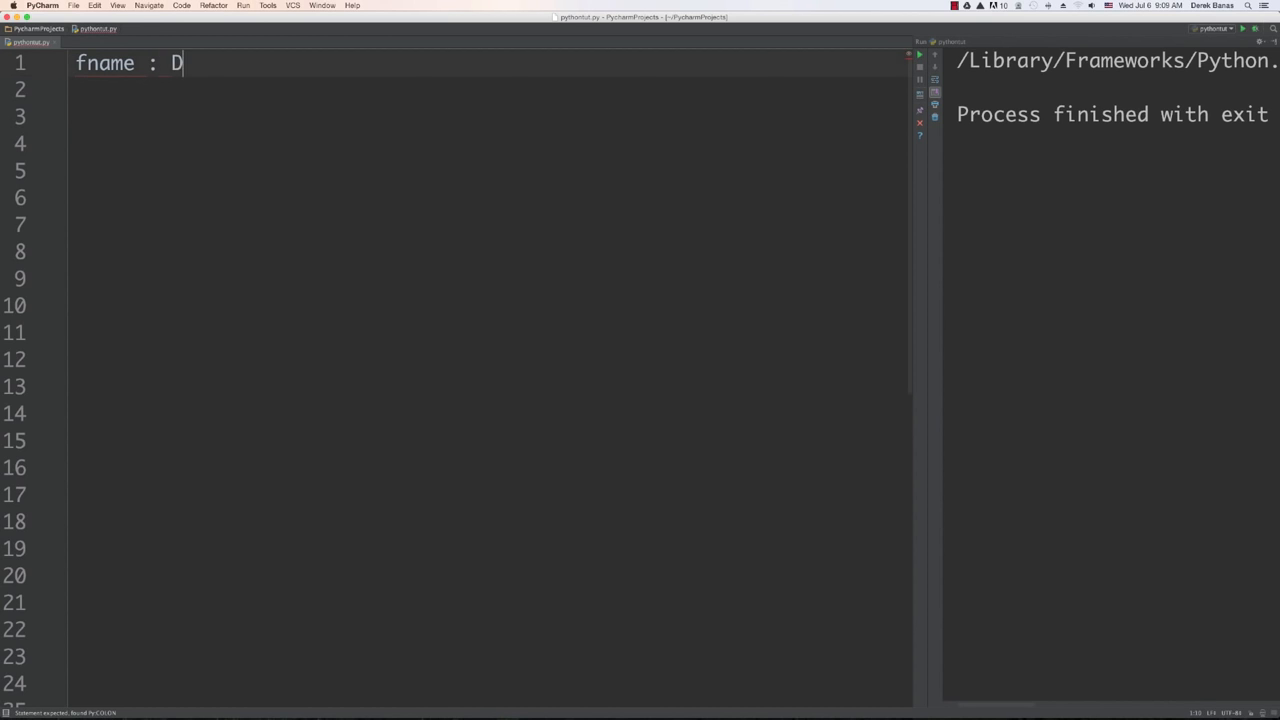 PyCharm File Edit View Navigate Code Refactor Run Tools VCS Window Help
10 Wed Jul 6 9:09 AM Derek Banas
pythontut.py - PycharmProjects - [~/PycharmProjects]
PycharmProjects pythontut.py pythontut
pythontut.py Run: pythontut
1 fname : D
2
3
4
5
6
7
8
9
10
11
12
13
14
15
16
17
18
19
20
21
22
23
24
25
/Library/Frameworks/Python.
Process finished with exit
?
Statement expected, found Py:COLON 1:10 LF÷ UTF-8÷